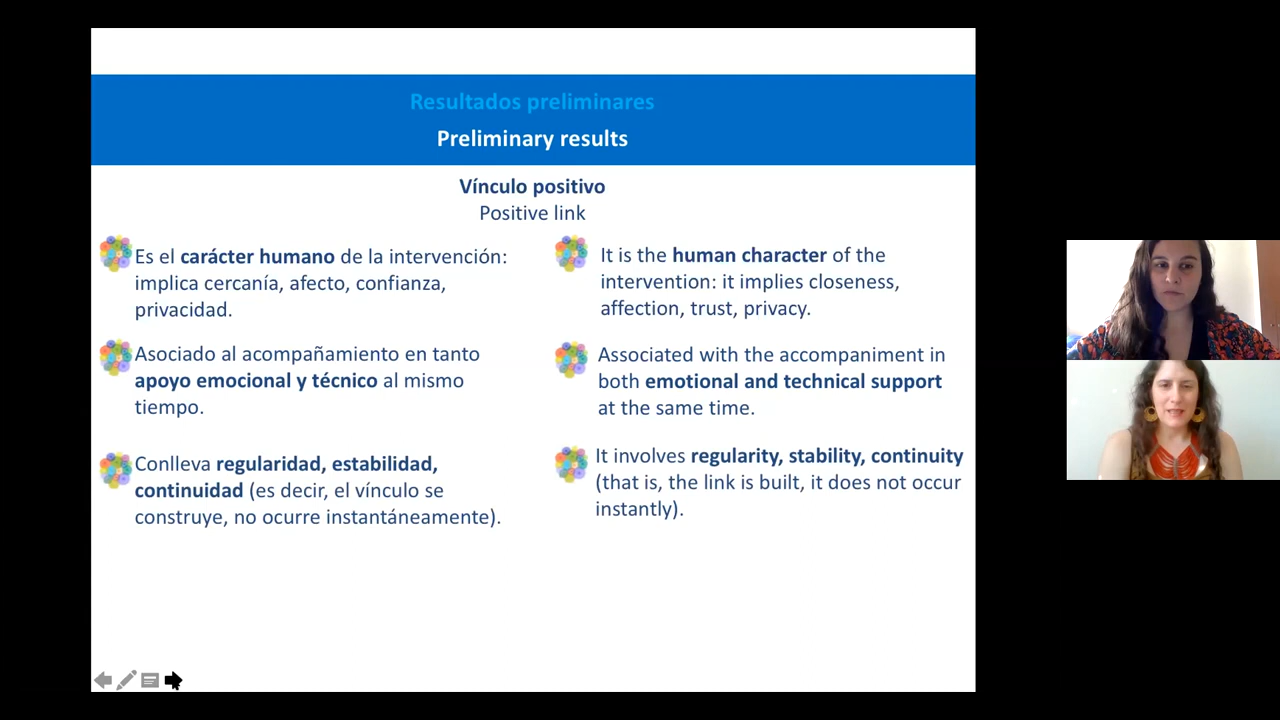 Resultados preliminares
Preliminary results
Vínculo positivo
Positive link
Es el carácter humano de la intervención:
implica cercanía, afecto, confianza,
privacidad.
Asociado al acompañamiento en tanto
apoyo emocional y técnico al mismo
tiempo.
Conlleva regularidad, estabilidad,
continuidad (es decir, el vínculo se
construye, no ocurre instantáneamente).
It is the human character of the
intervention: it implies closeness,
affection, trust, privacy.
Associated with the accompaniment in
both emotional and technical support
at the same time.
It involves regularity, stability, continuity
(that is, the link is built, it does not occur
instantly).